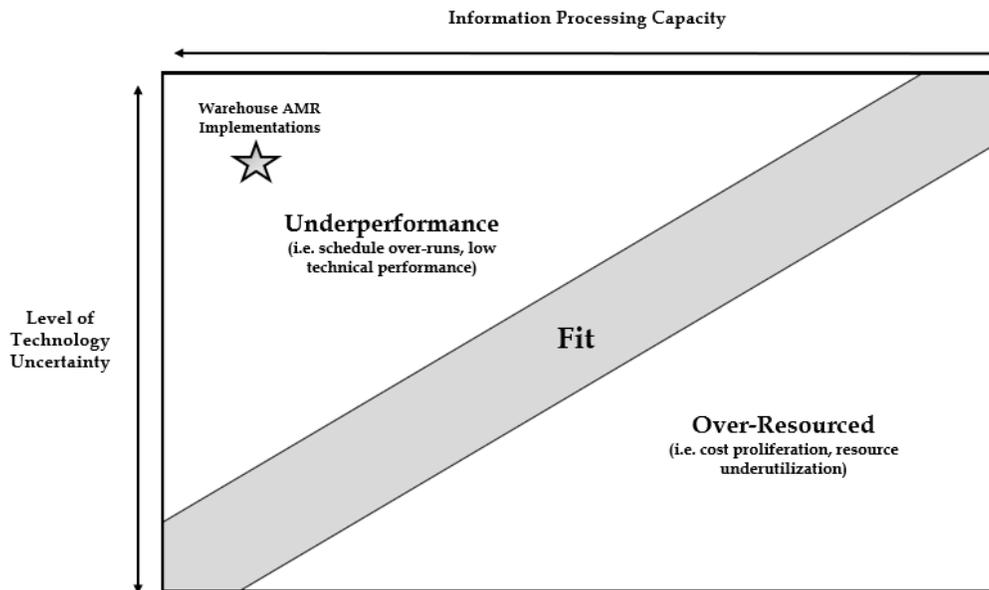 Information Processing Capacity
Warehouse AMR
Implementations
Underperformance
(i.e. schedule over-runs, low
technical performance)
Level of
Technology
Uncertainty
Fit
Over-Resourced
(i.e. cost proliferation, resource
underutilization)